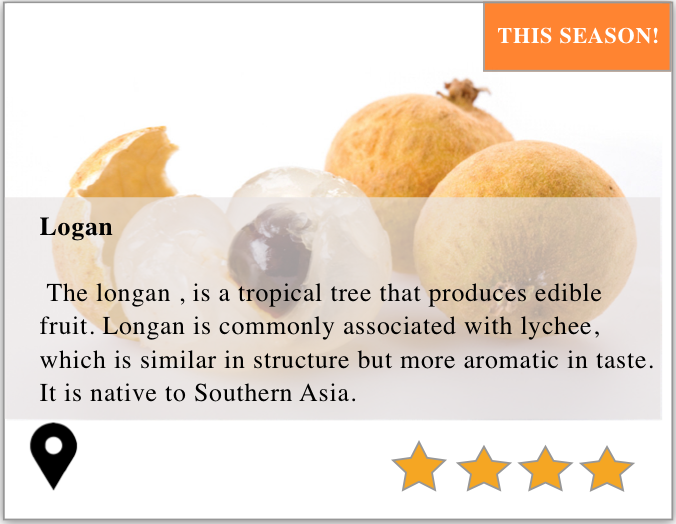 THIS SEASON!
Logan
The longan , is a tropical tree that produces edible
fruit. Longan is commonly associated with lychee,
which is similar in structure but more aromatic in taste.
It is native to Southern Asia.